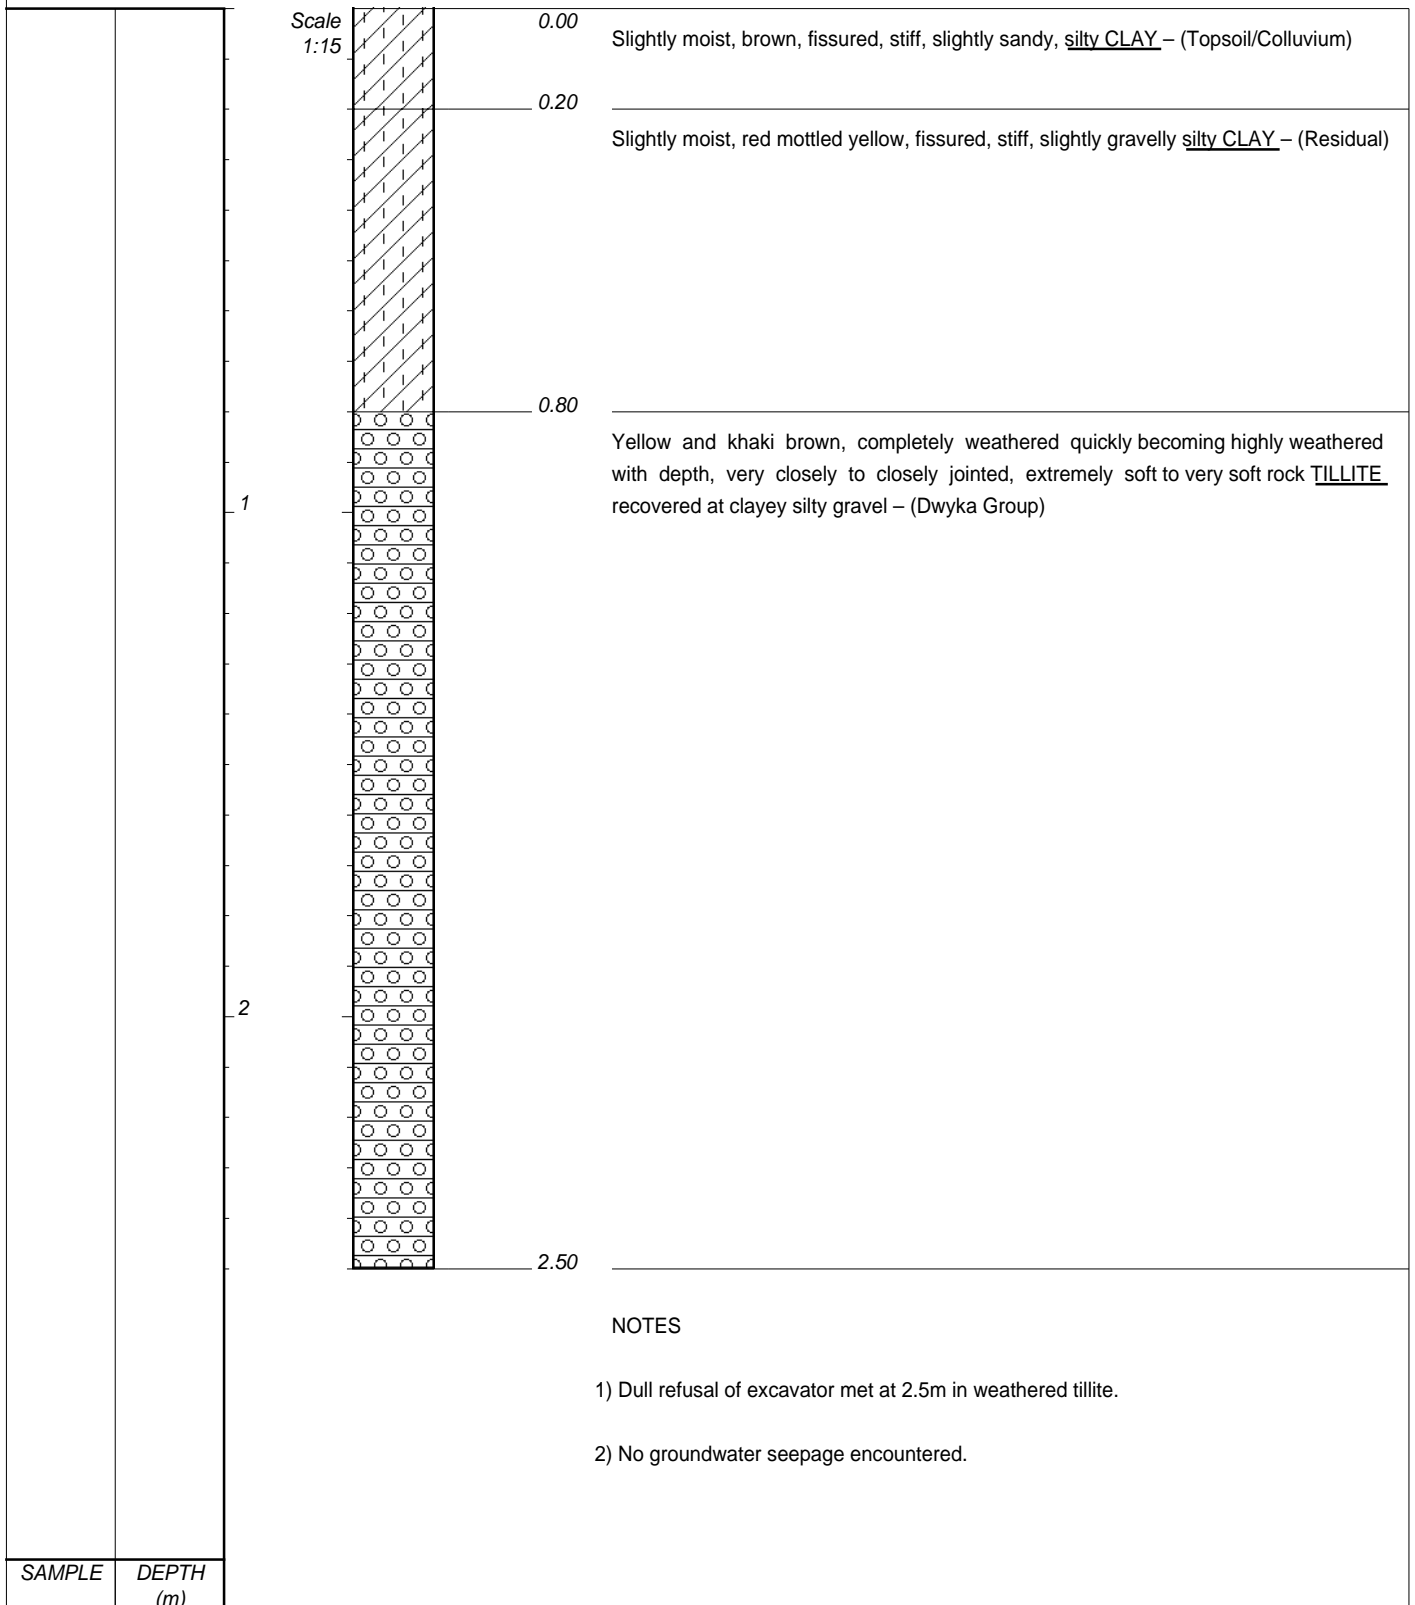 Scale
1:15
0.00
Slightly moist, brown, fissured, stiff, slightly sandy, silty CLAY – (Topsoil/Colluvium)
0.20
Slightly moist, red mottled yellow, fissured, stiff, slightly gravelly silty CLAY – (Residual)
0.80
Yellow and khaki brown, completely weathered quickly becoming highly weathered
with depth, very closely to closely jointed, extremely soft to very soft rock TILLITE
recovered at clayey silty gravel – (Dwyka Group)
1
2
2.50
NOTES
1) Dull refusal of excavator met at 2.5m in weathered tillite.
2) No groundwater seepage encountered.
SAMPLE
DEPTH
(m)